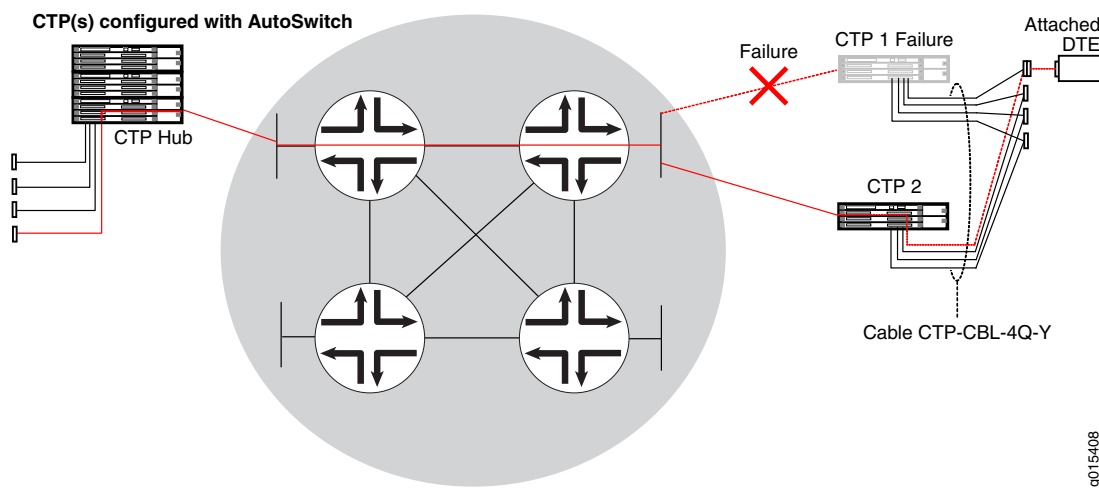 CTP(s) configured with AutoSwitch
CTP Hub
Failure
CTP 1 Failure
Attached
DTE
CTP 2
Cable CTP-CBL-4Q-Y
g015408